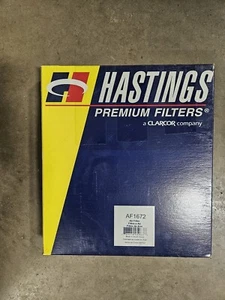 HASTINGS
PREMIUM FILTERS®
a CLARCOR company
AF1672